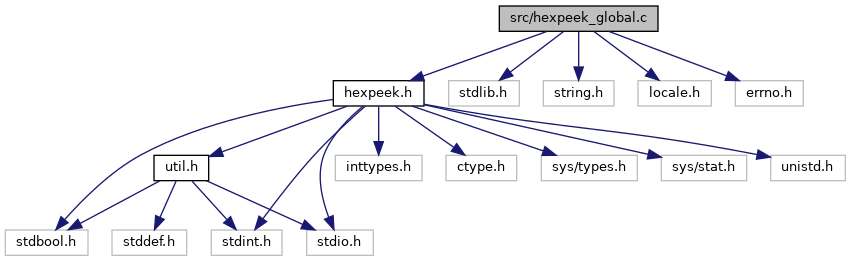 src/hexpeek_global.c
hexpeek.h
stdlib.h
string.h
locale.h
errno.h
util.h
inttypes.h
ctype.h
sys/types.h
sys/stat.h
unistd.h
stdbool.h
stddef.h
stdint.h
stdio.h